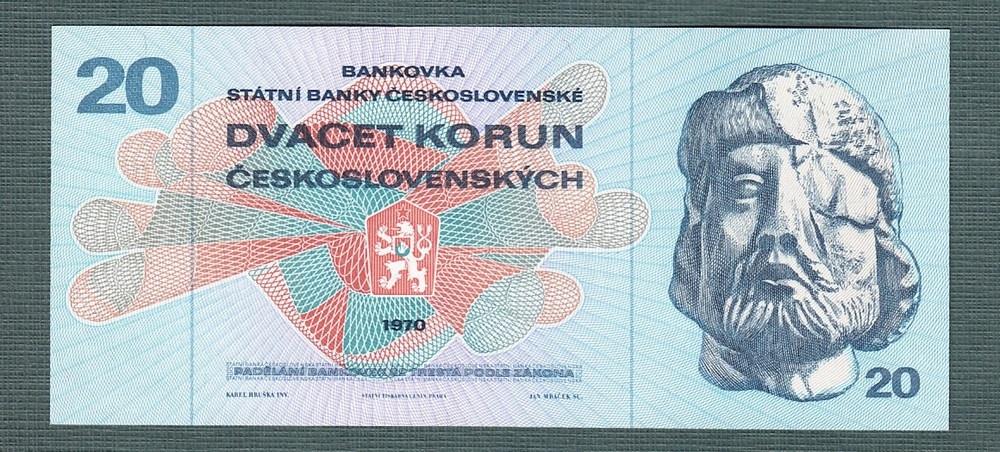 20
BANKOVKA
STÁTNÍ BANKY ČESKOSLOVENSKÉ
DVACET KORUN
ČESKOSLOVENSKÝCH
1970
PADĚLÁNÍ BANKOVEK SE TRESTÁ PODLE ZÁKONA
KAREL HRUŠKA INV. STÁTNÍ TISKÁRNA CENIN, PRAHA JAN MRÁČEK SC.
20